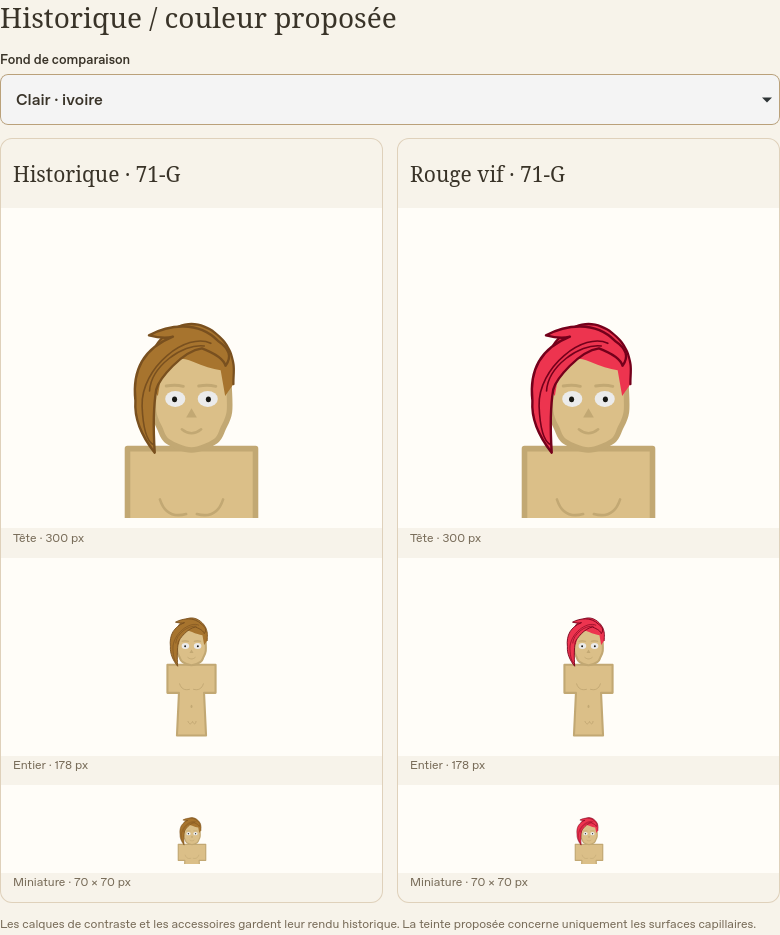 Historique / couleur proposée
Fond de comparaison
Clair · ivoire
Historique · 71-G
Rouge vif · 71-G
Tête · 300 px
Tête · 300 px
Entier · 178 px
Entier · 178 px
Miniature · 70 × 70 px
Miniature · 70 × 70 px
Les calques de contraste et les accessoires gardent leur rendu historique. La teinte proposée concerne uniquement les surfaces capillaires.